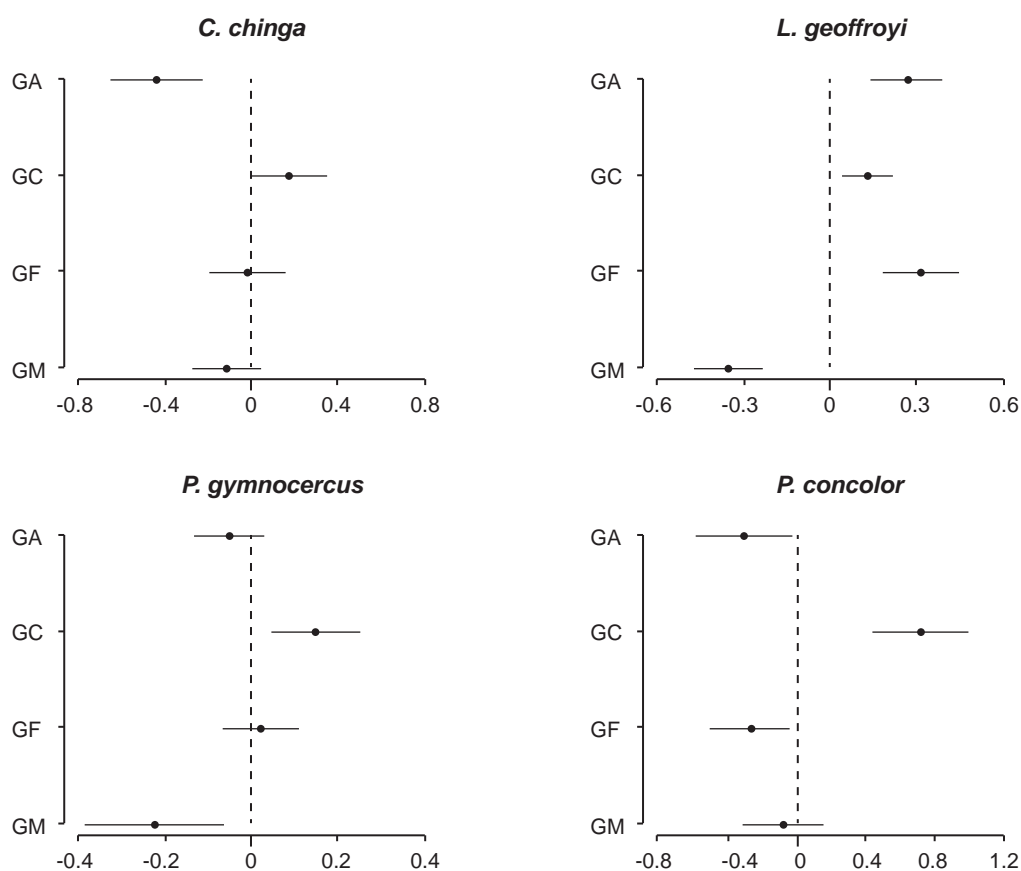 C. chinga
GA
GC
GF
GM
-0.8 -0.4 0 0.4 0.8
L. geoffroyi
GA
GC
GF
GM
-0.6 -0.3 0 0.3 0.6
P. gymnocercus
GA
GC
GF
GM
-0.4 -0.2 0 0.2 0.4
P. concolor
GA
GC
GF
GM
-0.8 -0.4 0 0.4 0.8 1.2